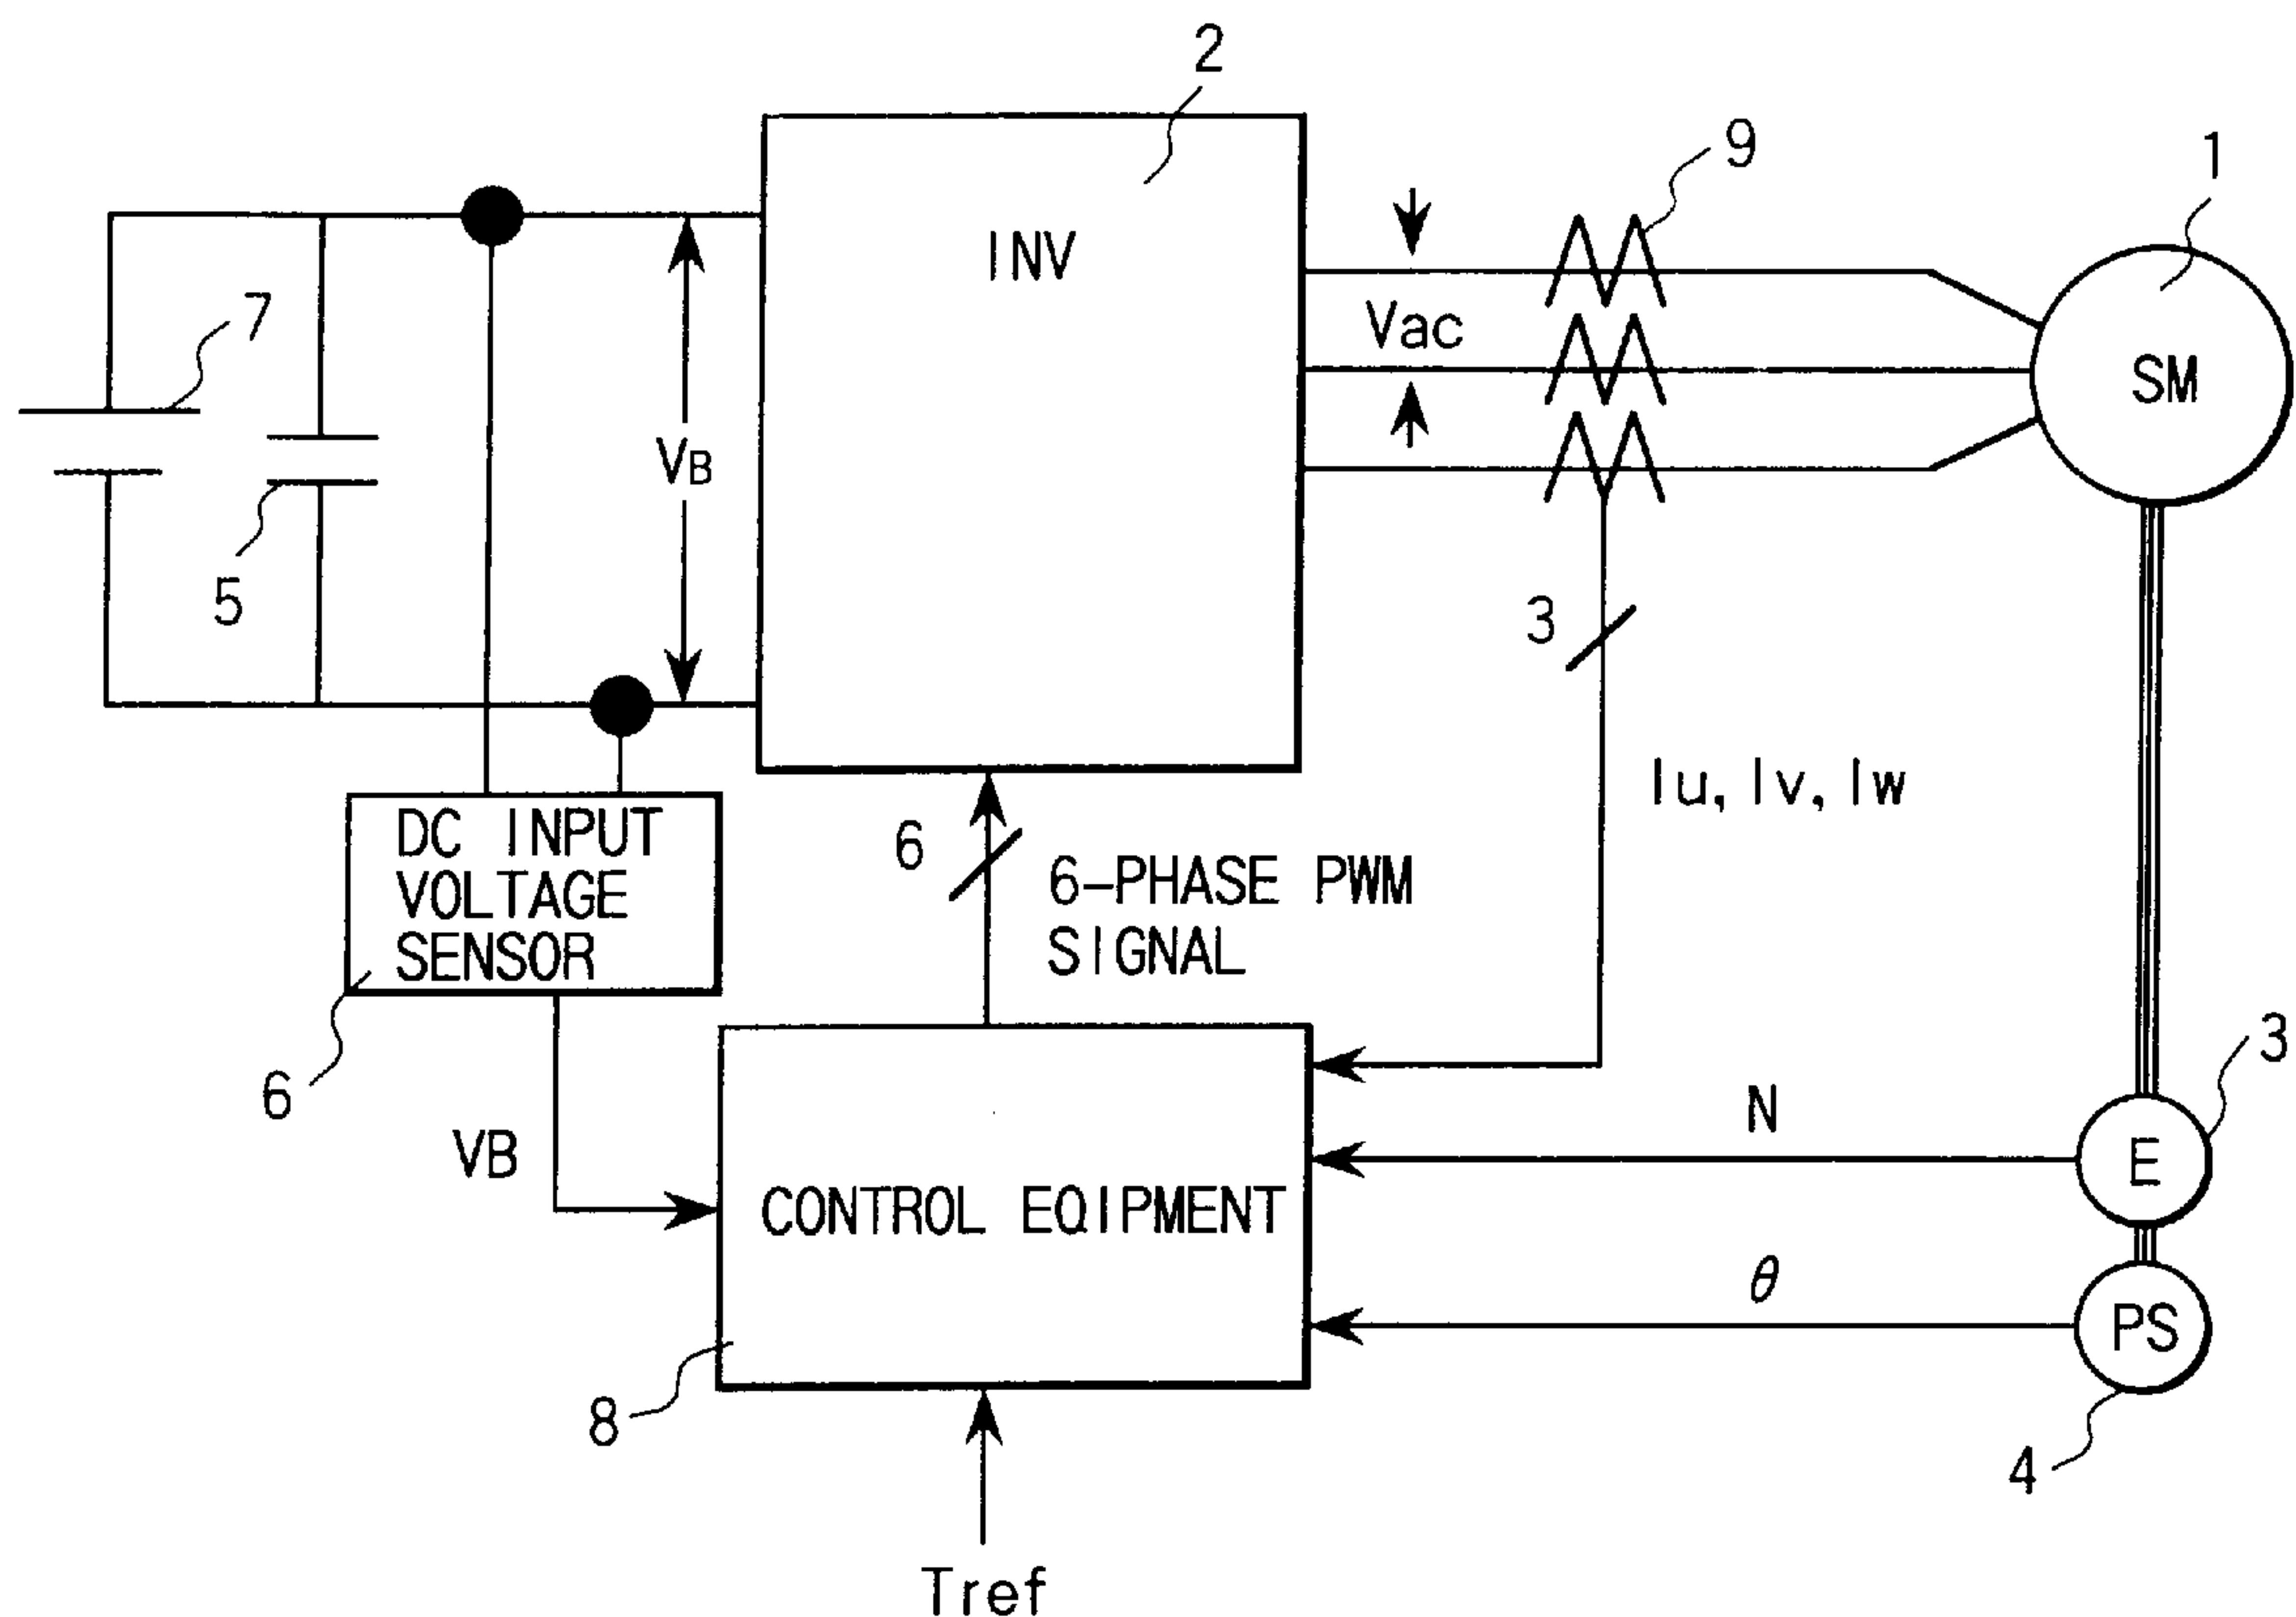 2
9
1
INV
7
Vac
SM
VB
5
3
Iu, Iv, Iw
DC INPUT
VOLTAGE
SENSOR
6
6-PHASE PWM
SIGNAL
6
3
N
VB
E
CONTROL EQIPMENT
θ
PS
8
4
Tref